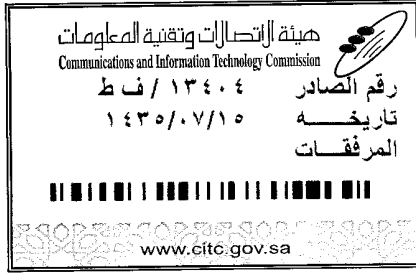 هيئة الاتصالات وتقنية المعلومات
Communications and Information Technology Commission
رقم الصادر ١٣٤٠٤ / ف ط
تاريخه ١٤٣٥/٠٧/١٥
المرفقات
www.citc.gov.sa